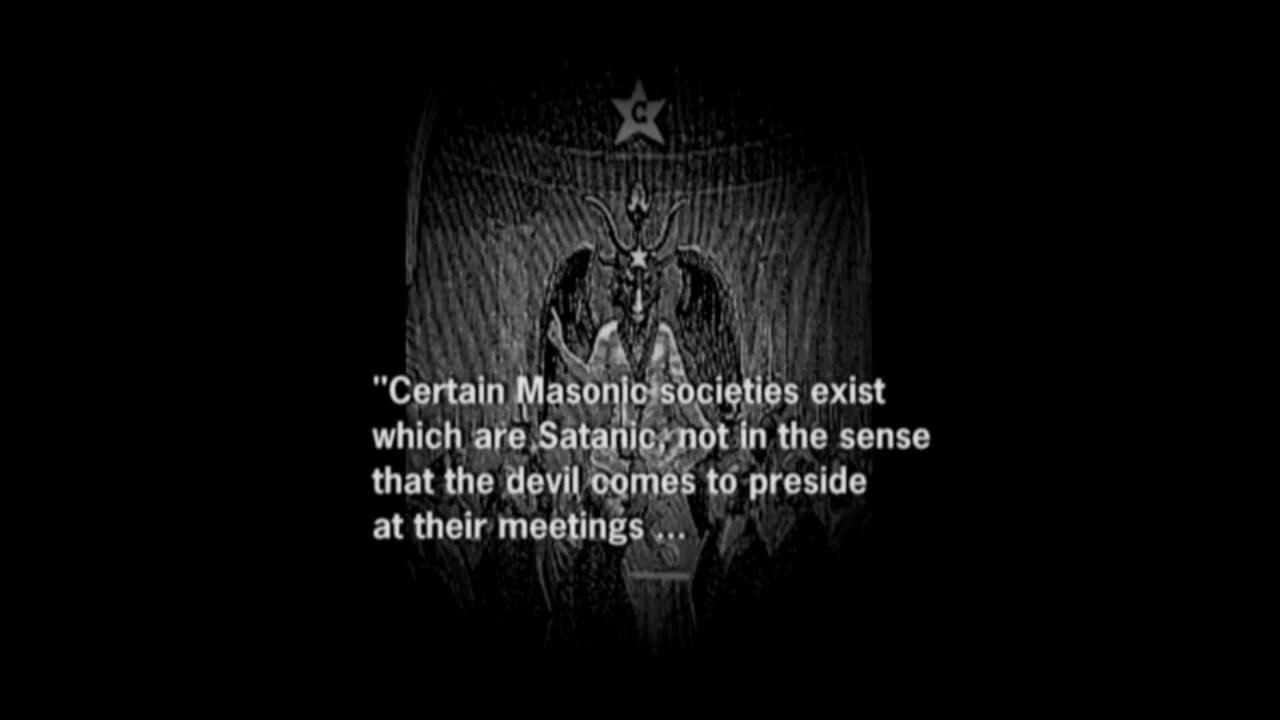 C
"Certain Masonic societies exist
which are Satanic, not in the sense
that the devil comes to preside
at their meetings ...